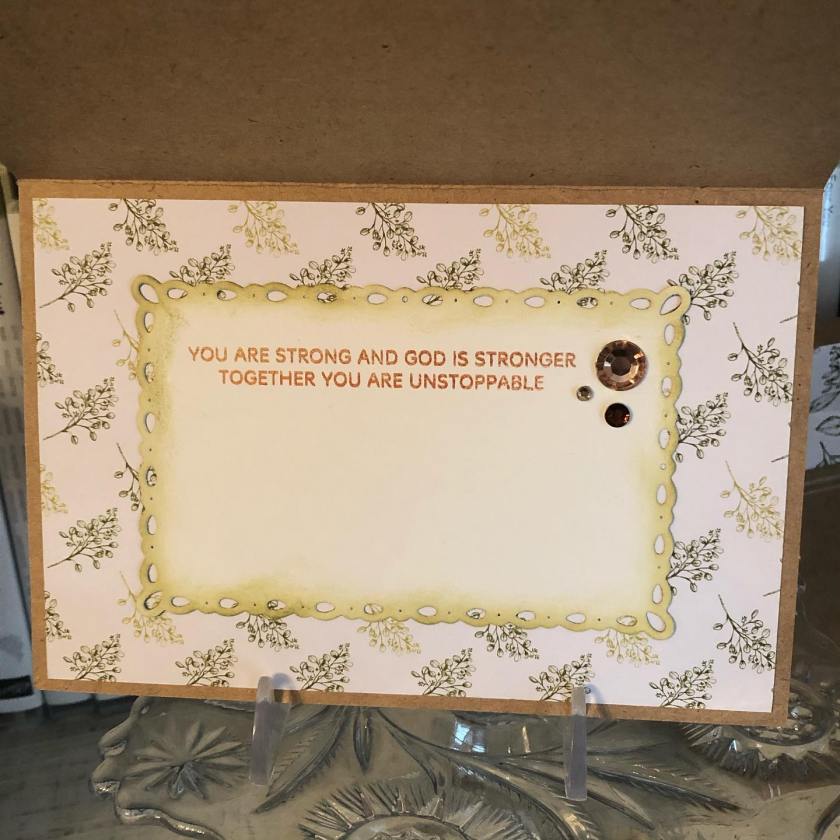 YOU ARE STRONG AND GOD IS STRONGER
TOGETHER YOU ARE UNSTOPPABLE